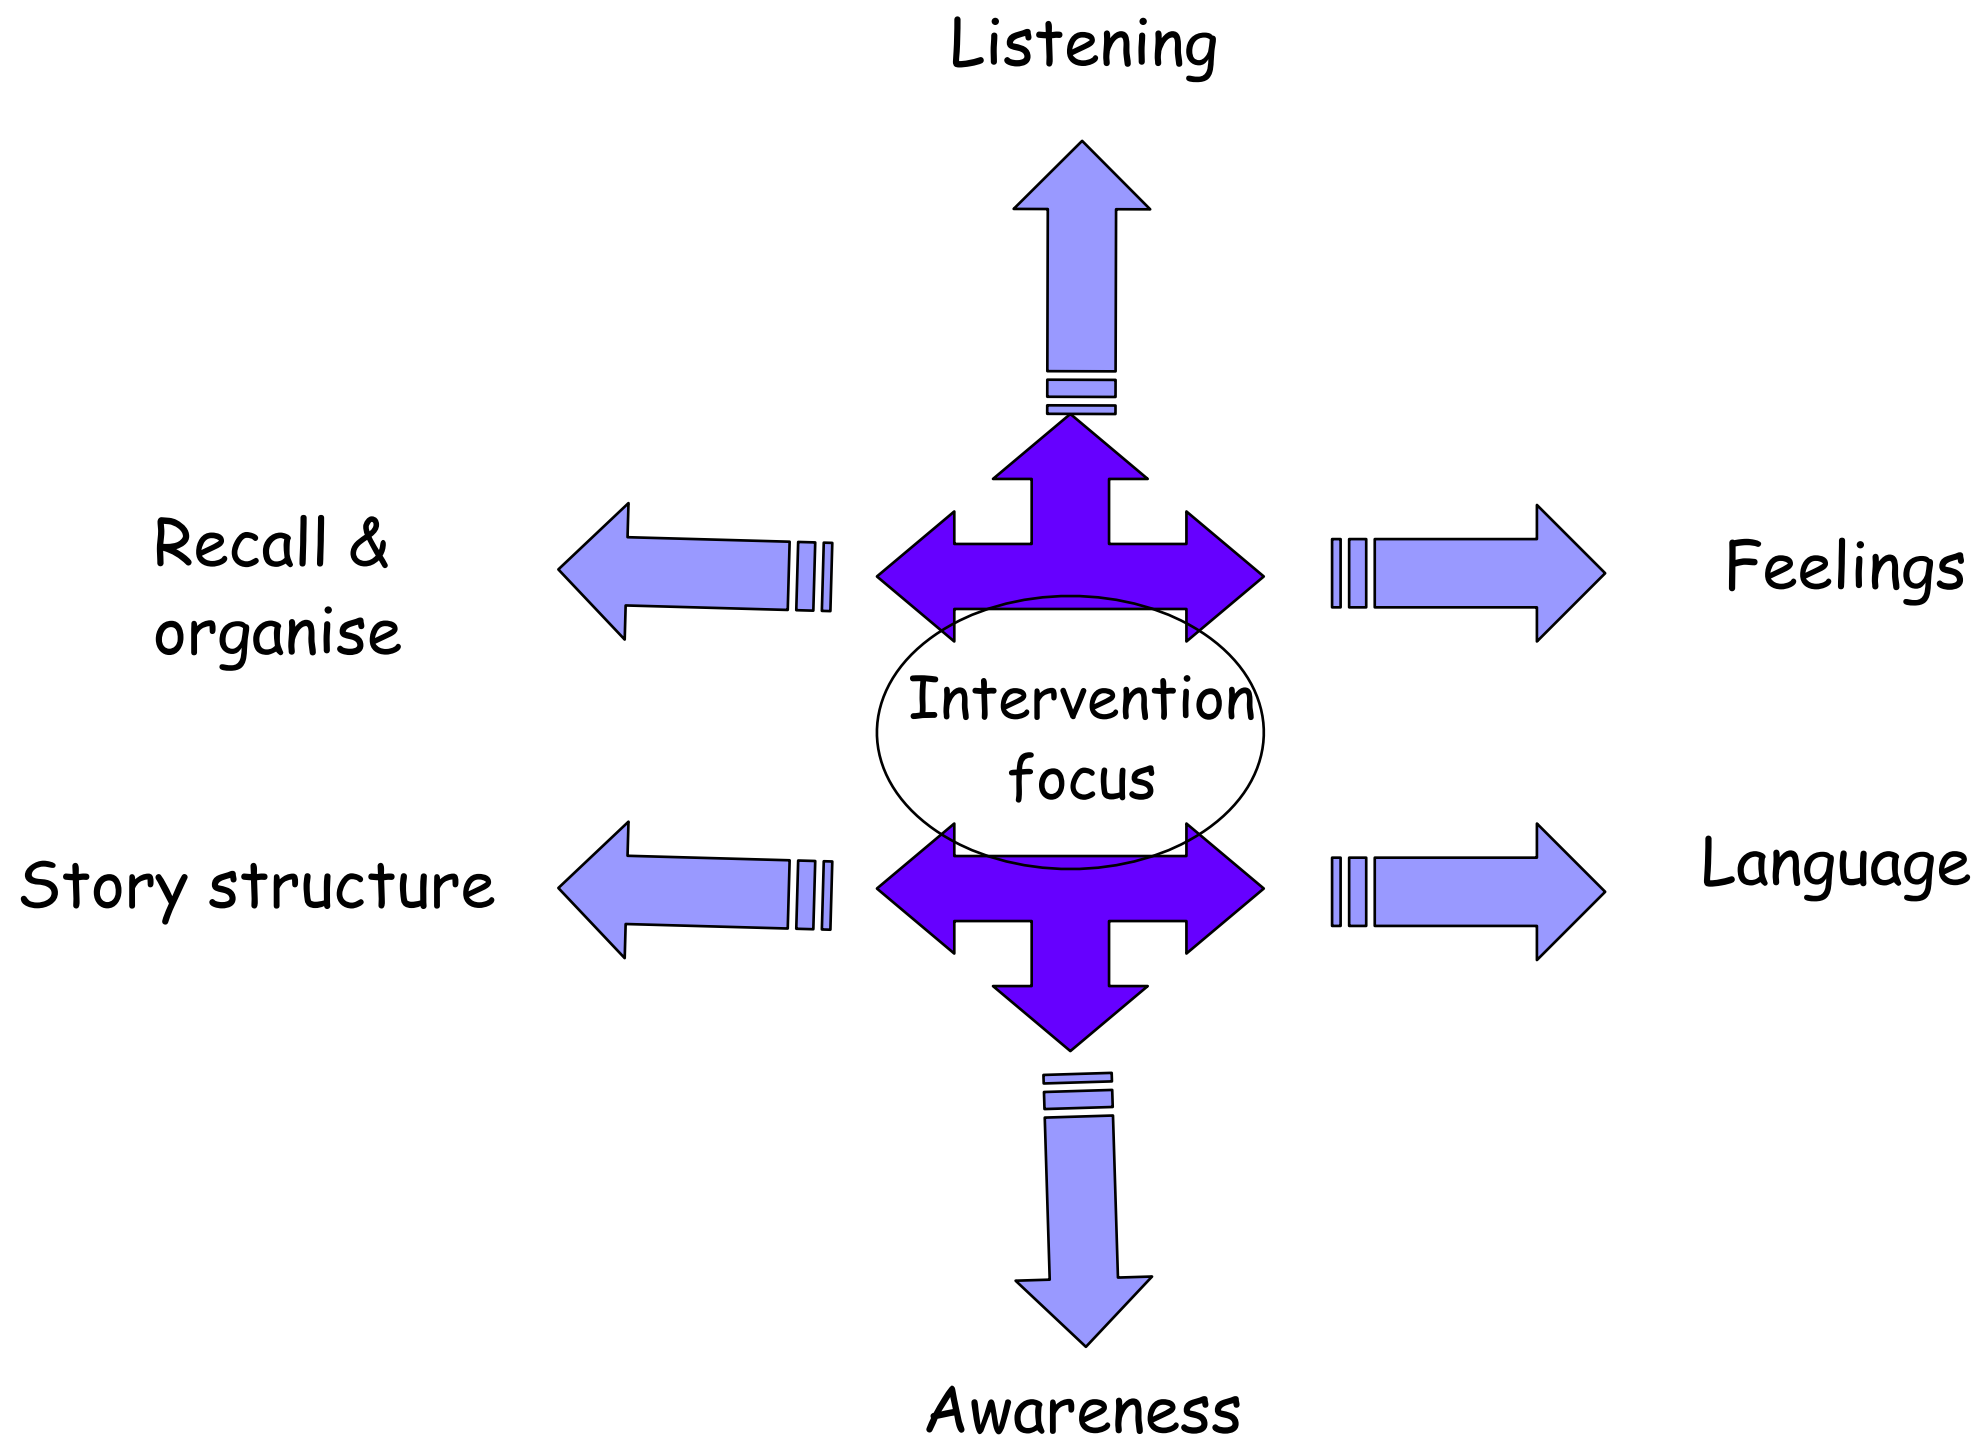 Listening
Recall &
organise
Feelings
Intervention
focus
Story structure
Language
Awareness